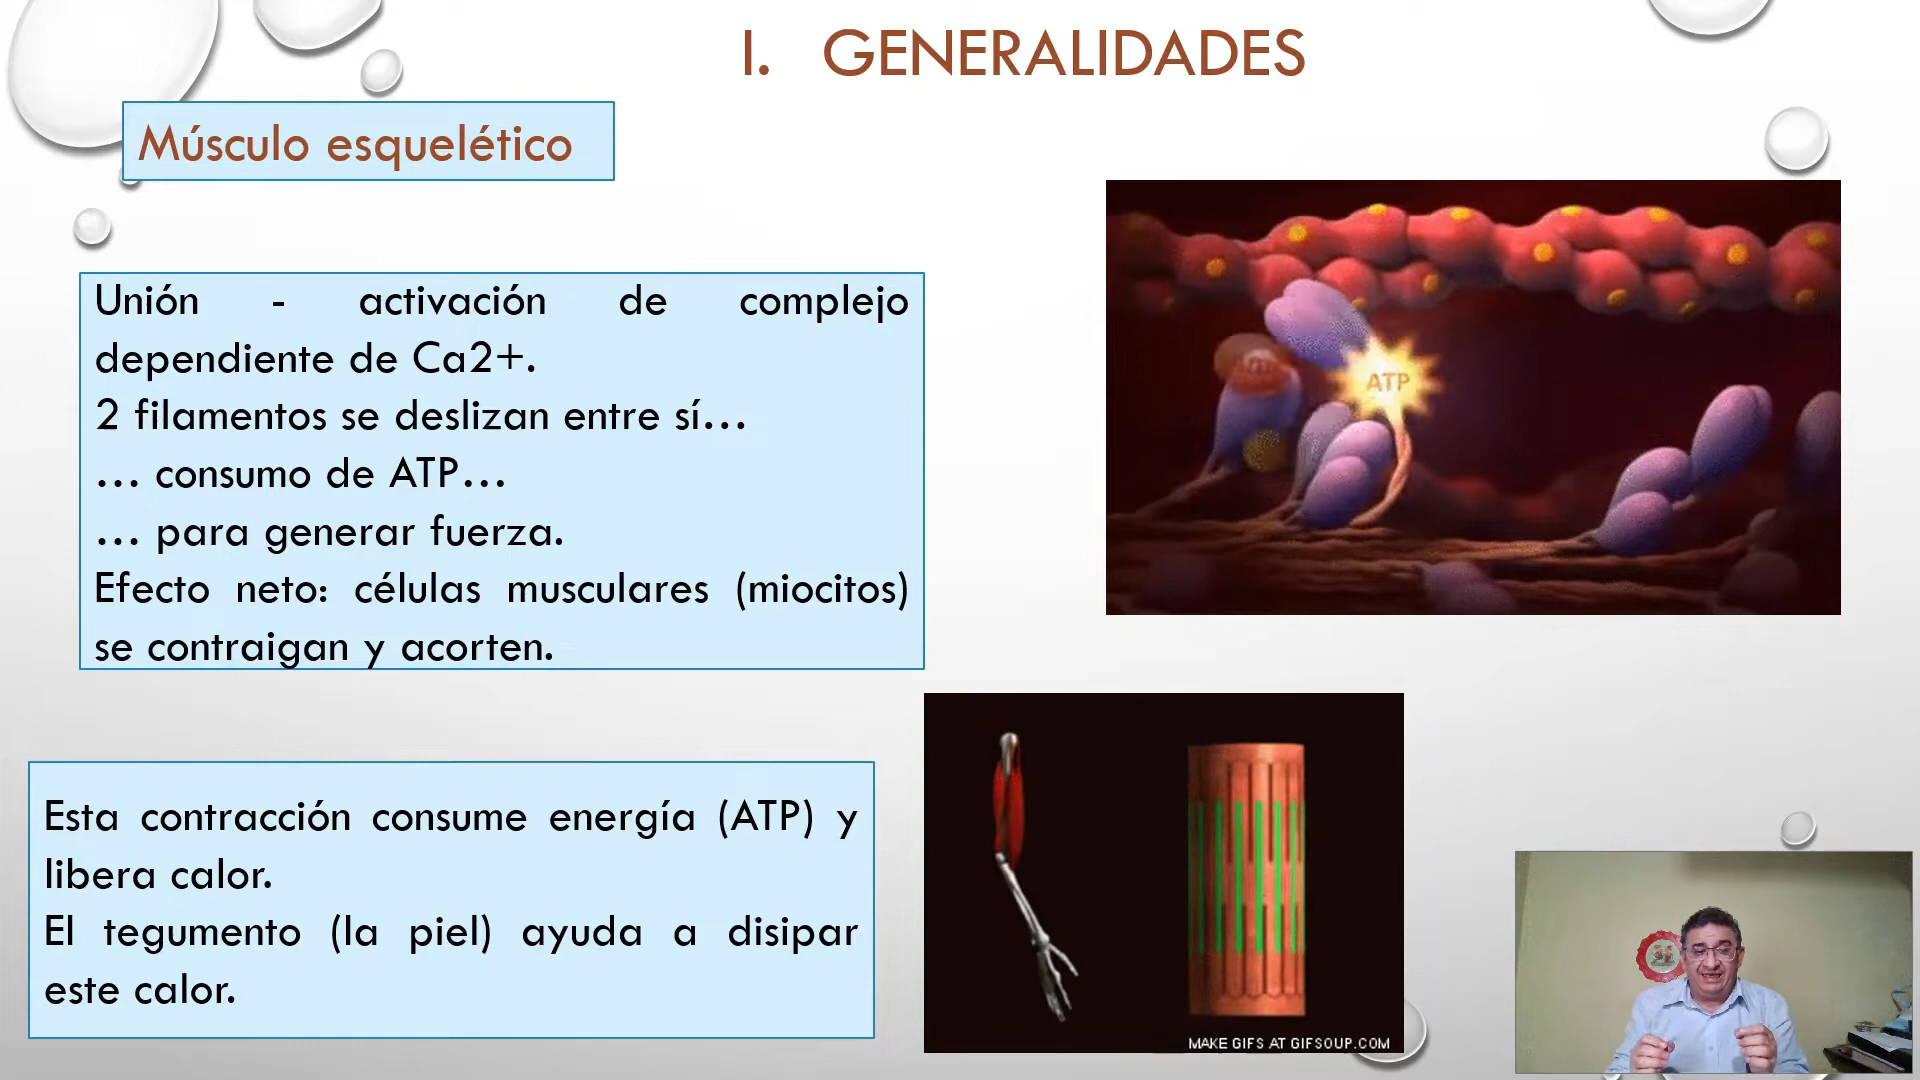 I. GENERALIDADES
Músculo esquelético
Unión - activación de complejo
dependiente de Ca2+.
2 filamentos se deslizan entre sí...
... consumo de ATP...
... para generar fuerza.
Efecto neto: células musculares (miocitos)
se contraigan y acorten.
ATP
Esta contracción consume energía (ATP) y
libera calor.
El tegumento (la piel) ayuda a disipar
este calor.
MAKE GIFS AT GIFSOUP.COM